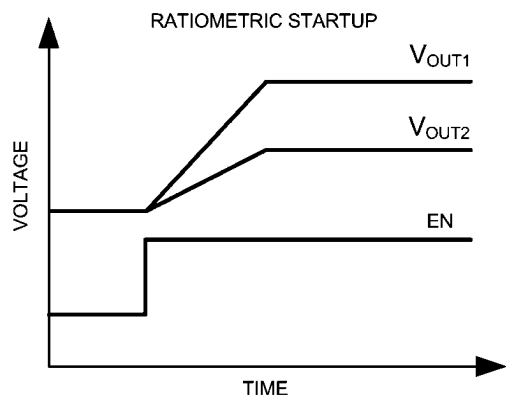 RATIOMETRIC STARTUP
VOUT1
VOUT2
VOLTAGE
EN
TIME